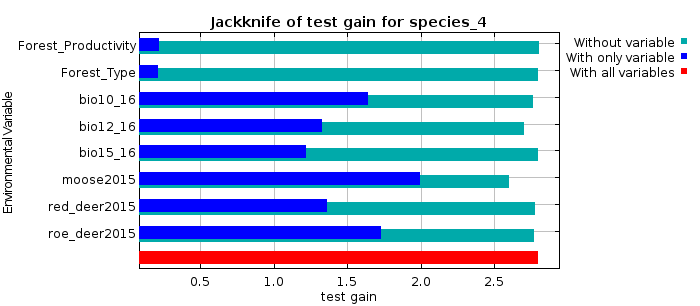 Jackknife of test gain for species_4
Environmental Variable
Forest_Productivity
Forest_Type
bio10_16
bio12_16
bio15_16
moose2015
red_deer2015
roe_deer2015
0.5 1.0 1.5 2.0 2.5
test gain
Without variable
With only variable
With all variables